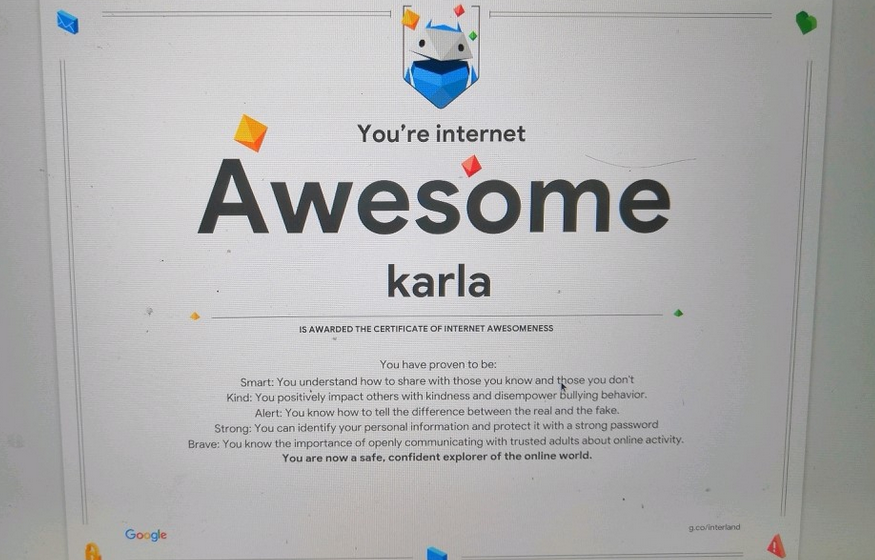 You're internet
Awesome
karla
IS AWARDED THE CERTIFICATE OF INTERNET AWESOMENESS
You have proven to be:
Smart: You understand how to share with those you know and those you don't
Kind: You positively impact others with kindness and disempower bullying behavior.
Alert: You know how to tell the difference between the real and the fake.
Strong: You can identify your personal information and protect it with a strong password
Brave: You know the importance of openly communicating with trusted adults about online activity.
You are now a safe, confident explorer of the online world.
Google
g.co/interland